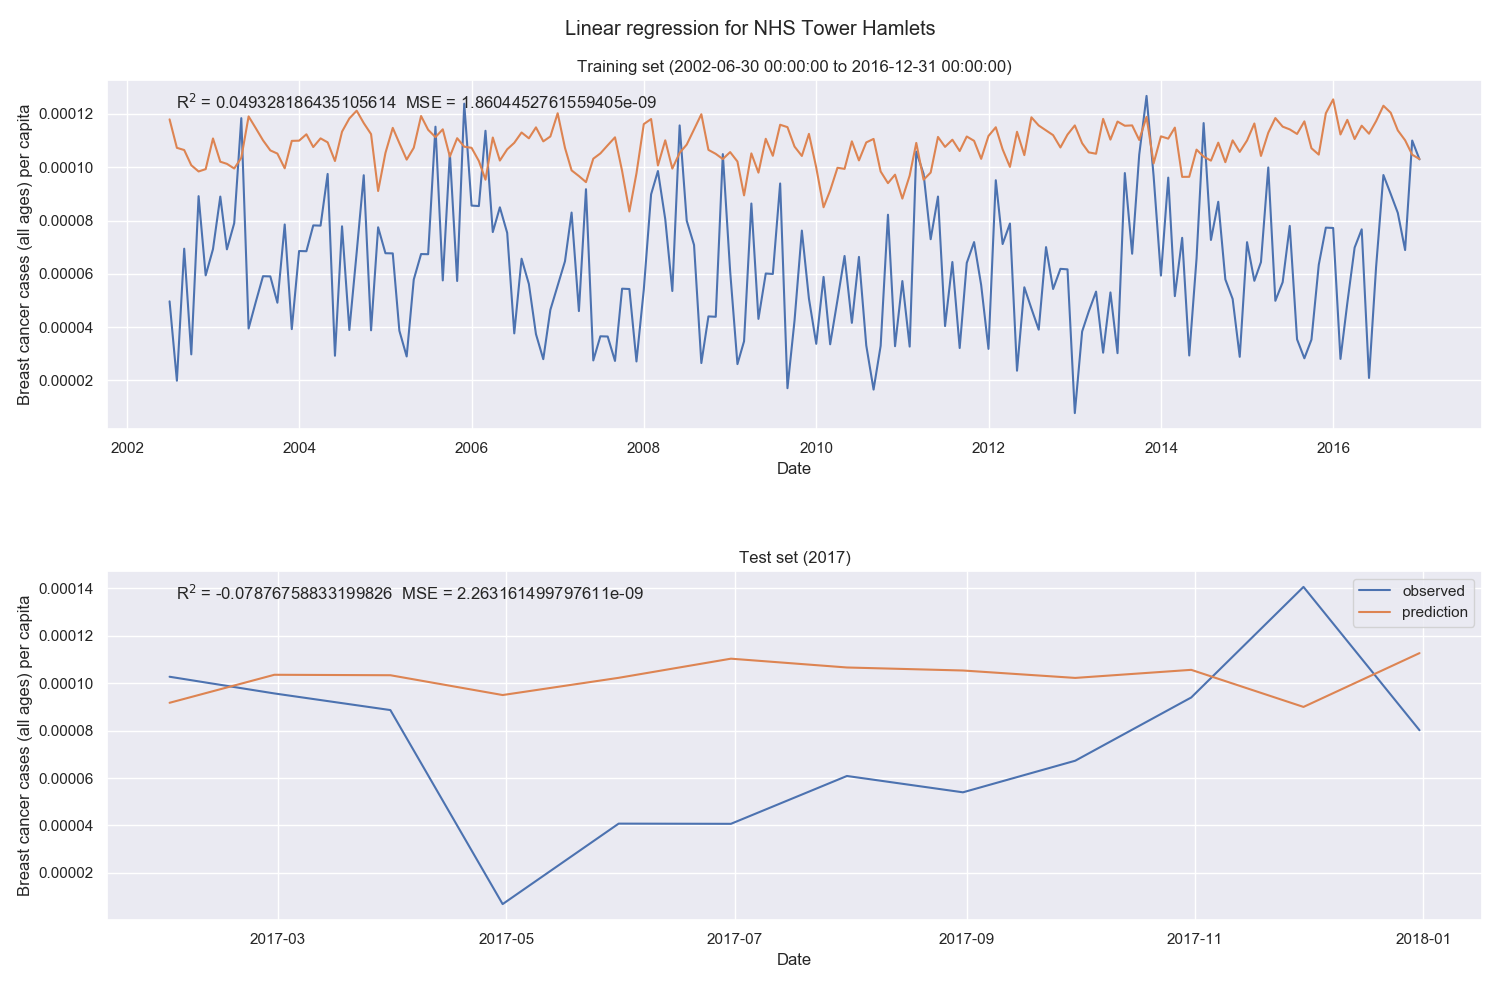 Linear regression for NHS Tower Hamlets
Training set (2002-06-30 00:00:00 to 2016-12-31 00:00:00)
R² = 0.049328186435105614  MSE = 1.8604452761559405e-09
Breast cancer cases (all ages) per capita
0.00012
0.00010
0.00008
0.00006
0.00004
0.00002
2002 2004 2006 2008 2010 2012 2014 2016
Date
Test set (2017)
R² = -0.07876758833199826  MSE = 2.263161499797611e-09
observed
prediction
Breast cancer cases (all ages) per capita
0.00014
0.00012
0.00010
0.00008
0.00006
0.00004
0.00002
2017-03 2017-05 2017-07 2017-09 2017-11 2018-01
Date